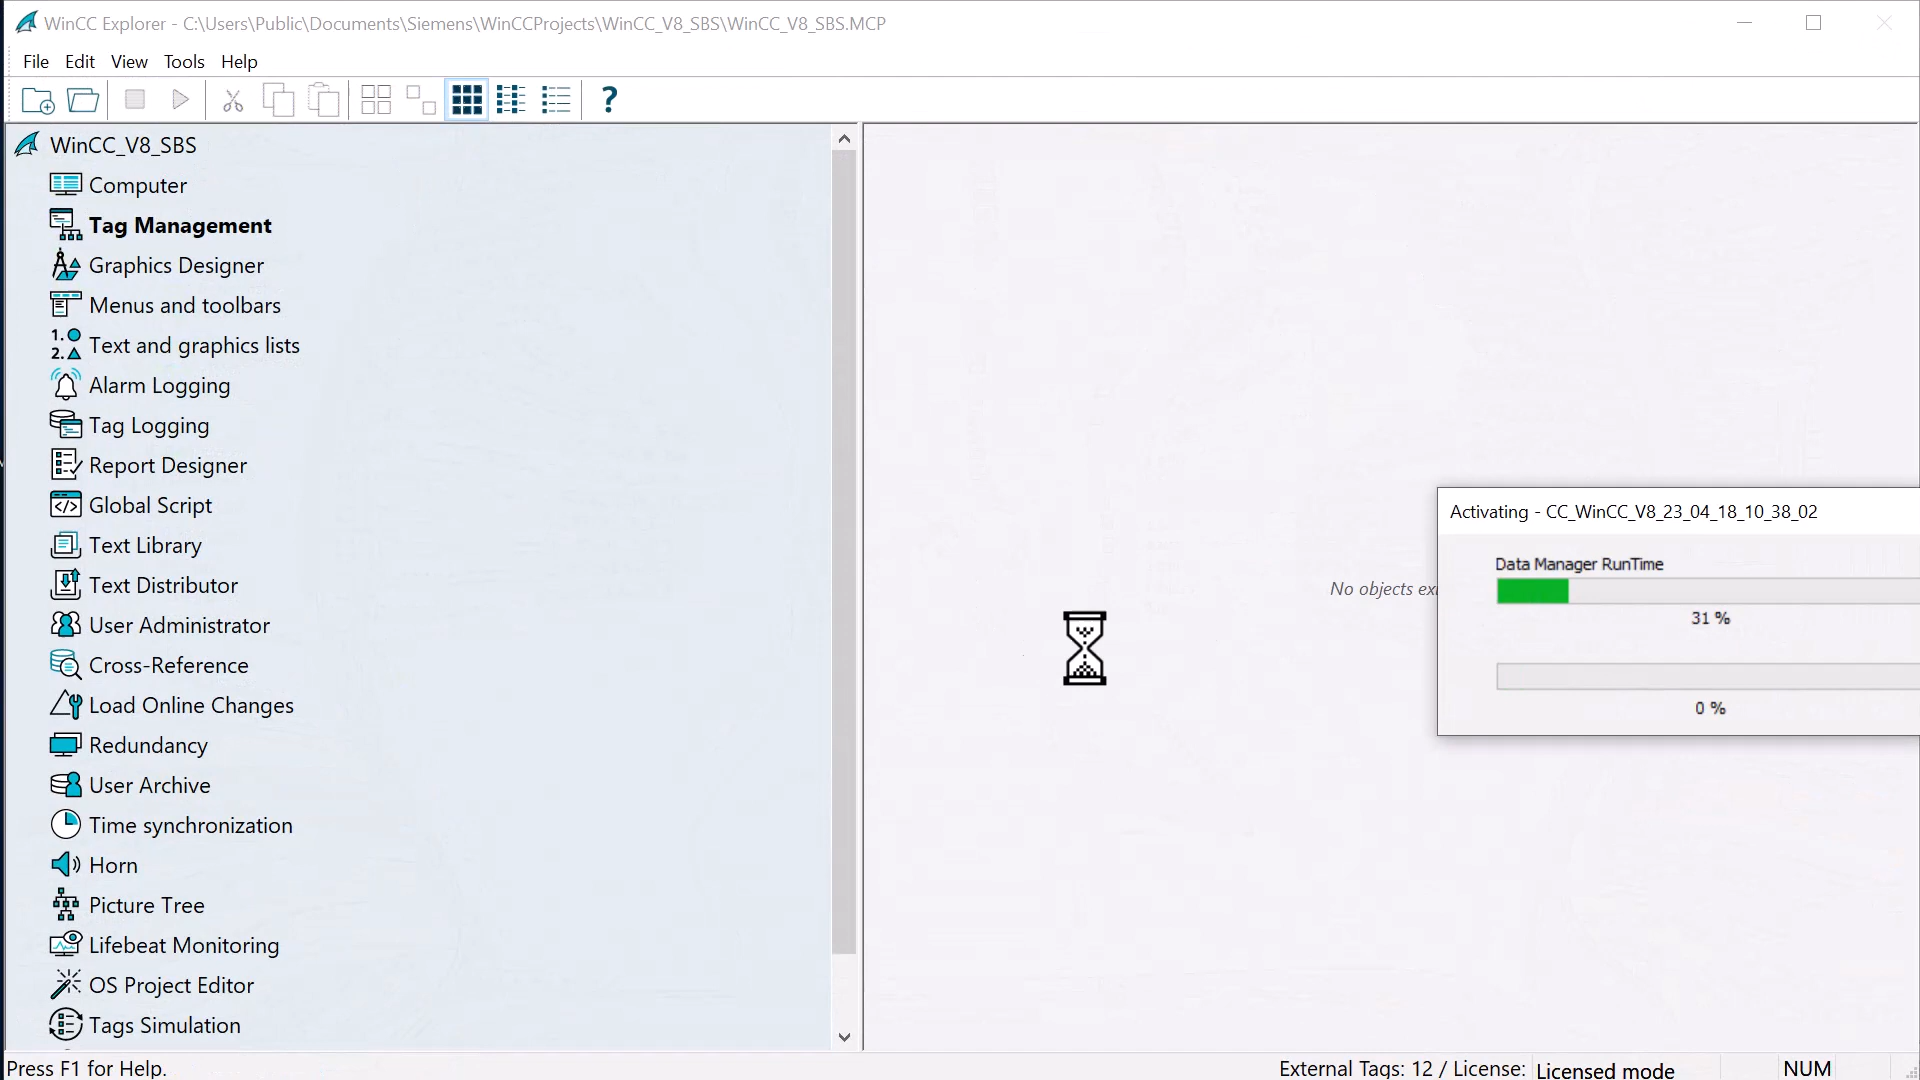 WinCC Explorer - C:\Users\Public\Documents\Siemens\WinCCProjects\WinCC_V8_SBS\WinCC_V8_SBS.MCP
File Edit View Tools Help
?
WinCC_V8_SBS
Computer
Tag Management
Graphics Designer
Menus and toolbars
Text and graphics lists
Alarm Logging
Tag Logging
Report Designer
Global Script
Text Library
Text Distributor
User Administrator
Cross-Reference
Load Online Changes
Redundancy
User Archive
Time synchronization
Horn
Picture Tree
Lifebeat Monitoring
OS Project Editor
Tags Simulation
No objects
Activating - CC_WinCC_V8_23_04_18_10_38_02
Data Manager RunTime
31 %
0 %
Press F1 for Help.
External Tags: 12 / License: Licensed mode
NUM